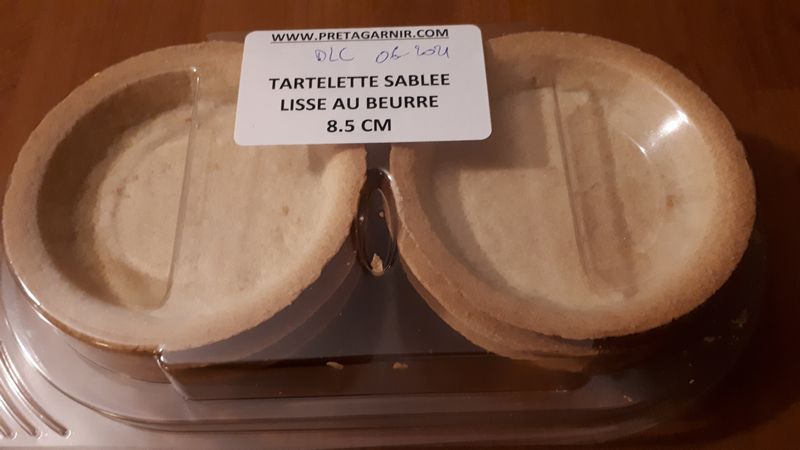 WWW.PRETAGARNIR.COM
DLC 06 2021
TARTELETTE SABLEE
LISSE AU BEURRE
8.5 CM